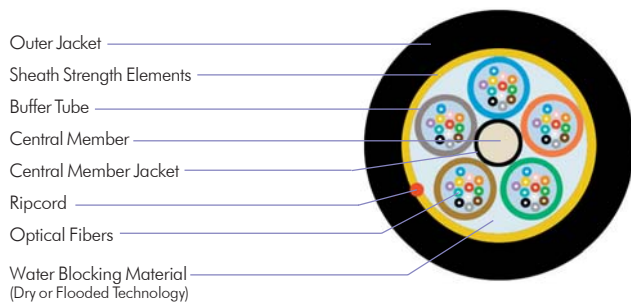 Outer Jacket
Sheath Strength Elements
Buffer Tube
Central Member
Central Member Jacket
Ripcord
Optical Fibers
Water Blocking Material
(Dry or Flooded Technology)